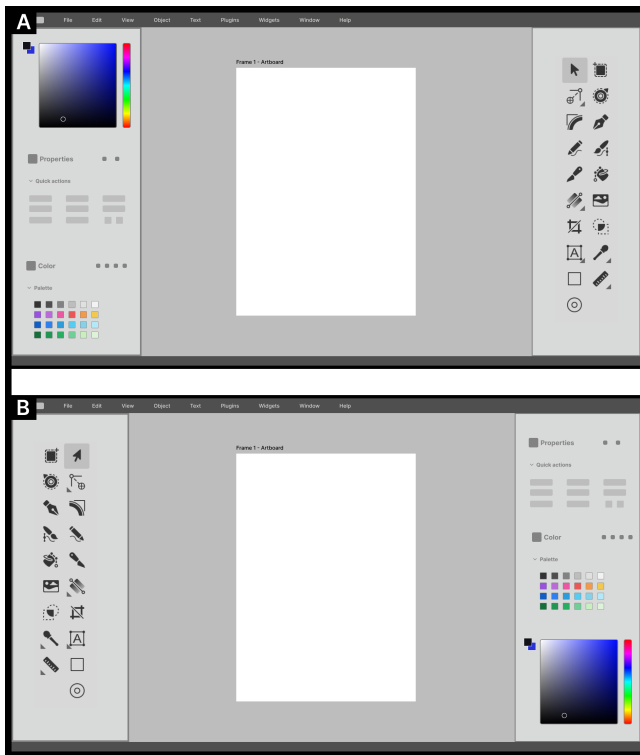 A
File Edit View Object Text Plugins Widgets Window Help
Frame 1 - Artboard
Properties
Quick actions
Color
Palette
A
B
File Edit View Object Text Plugins Widgets Window Help
Frame 1 - Artboard
Properties
Quick actions
Color
Palette
A